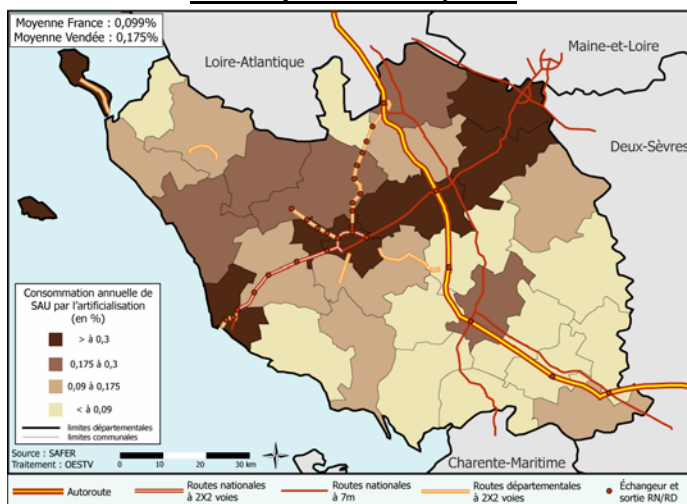 Moyenne France : 0,099%
Moyenne Vendée : 0,175%
Loire-Atlantique
Maine-et-Loire
Deux-Sèvres
Consommation annuelle de
SAU par l'artificialisation
(en %)
> à 0,3
0,175 à 0,3
0,09 à 0,175
< à 0,09
limites départementales
limites communales
Source : SAFER
Traitement : OESTV
0 10 20 30 km
Charente-Maritime
Autoroute
Routes nationales
à 2X2 voies
Routes nationales
à 7m
Routes départementales
à 2X2 voies
Échangeur et
sortie RN/RD